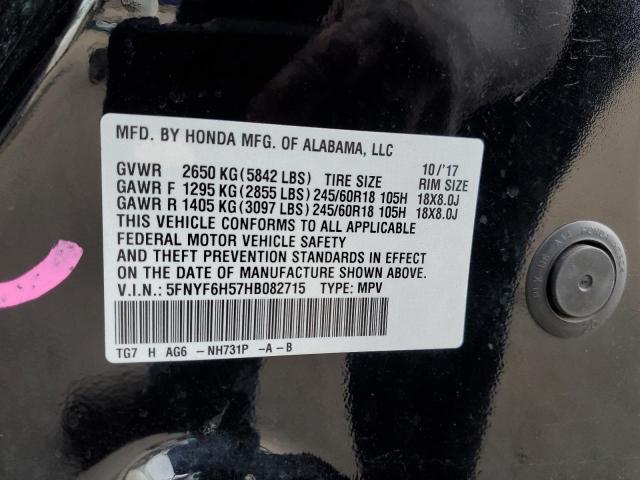 MFD. BY HONDA MFG. OF ALABAMA, LLC
GVWR 2650 KG (5842 LBS) TIRE SIZE 10/'17 RIM SIZE
GAWR F 1295 KG (2855 LBS) 245/60R18 105H 18X8.0J
GAWR R 1405 KG (3097 LBS) 245/60R18 105H 18X8.0J
THIS VEHICLE CONFORMS TO ALL APPLICABLE
FEDERAL MOTOR VEHICLE SAFETY
AND THEFT PREVENTION STANDARDS IN EFFECT
ON THE DATE OF MANUFACTURE SHOWN ABOVE.
V.I.N.: 5FNYF6H57HB082715 TYPE: MPV
TG7 H AG6 -NH731P -A-B